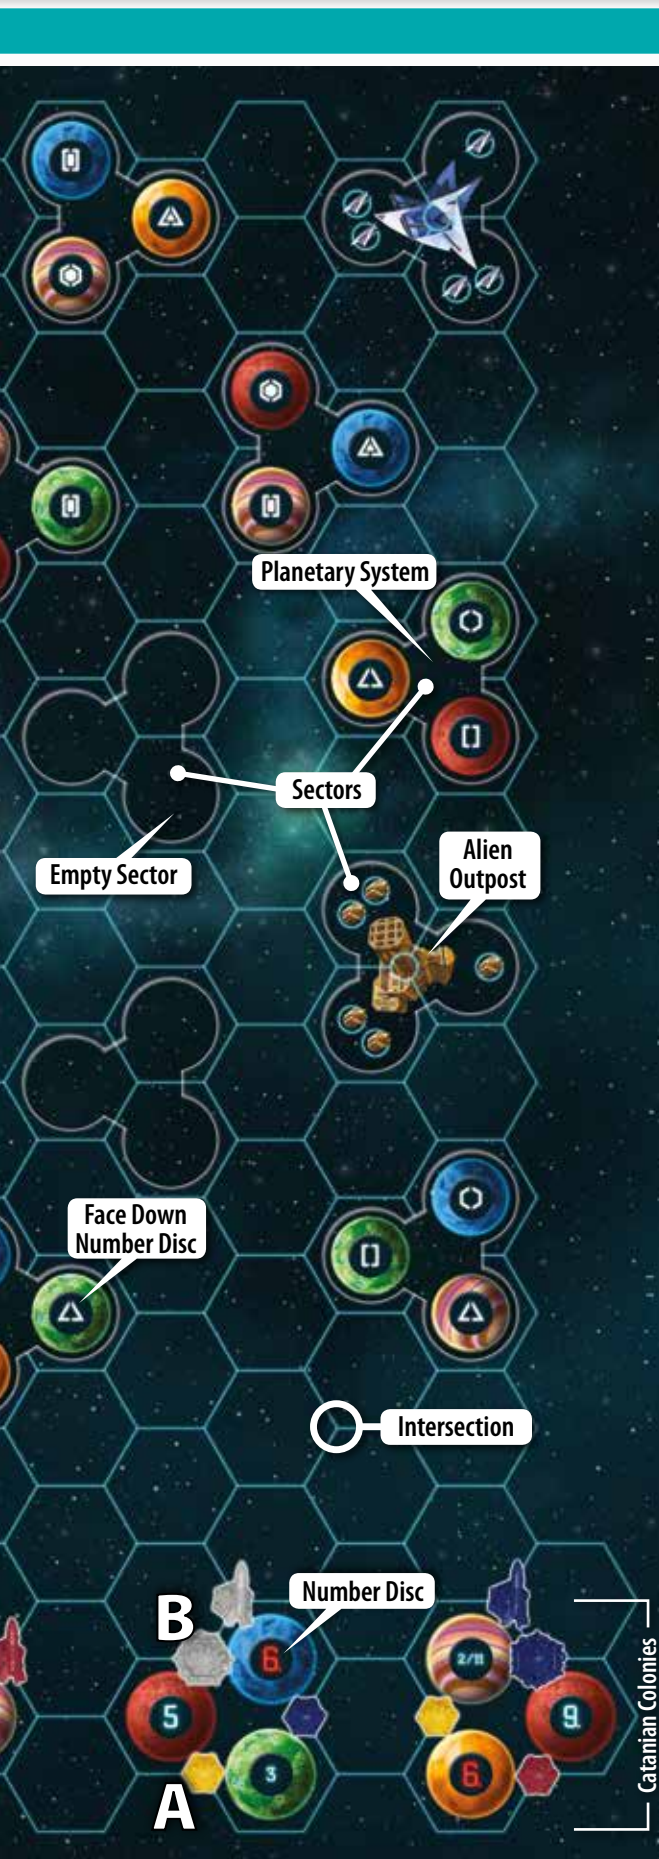 Planetary System
Sectors
Empty Sector
Alien
Outpost
Face Down
Number Disc
Intersection
Number Disc
B
6
2/11
5
9
3
6
A
Catanian Colonies